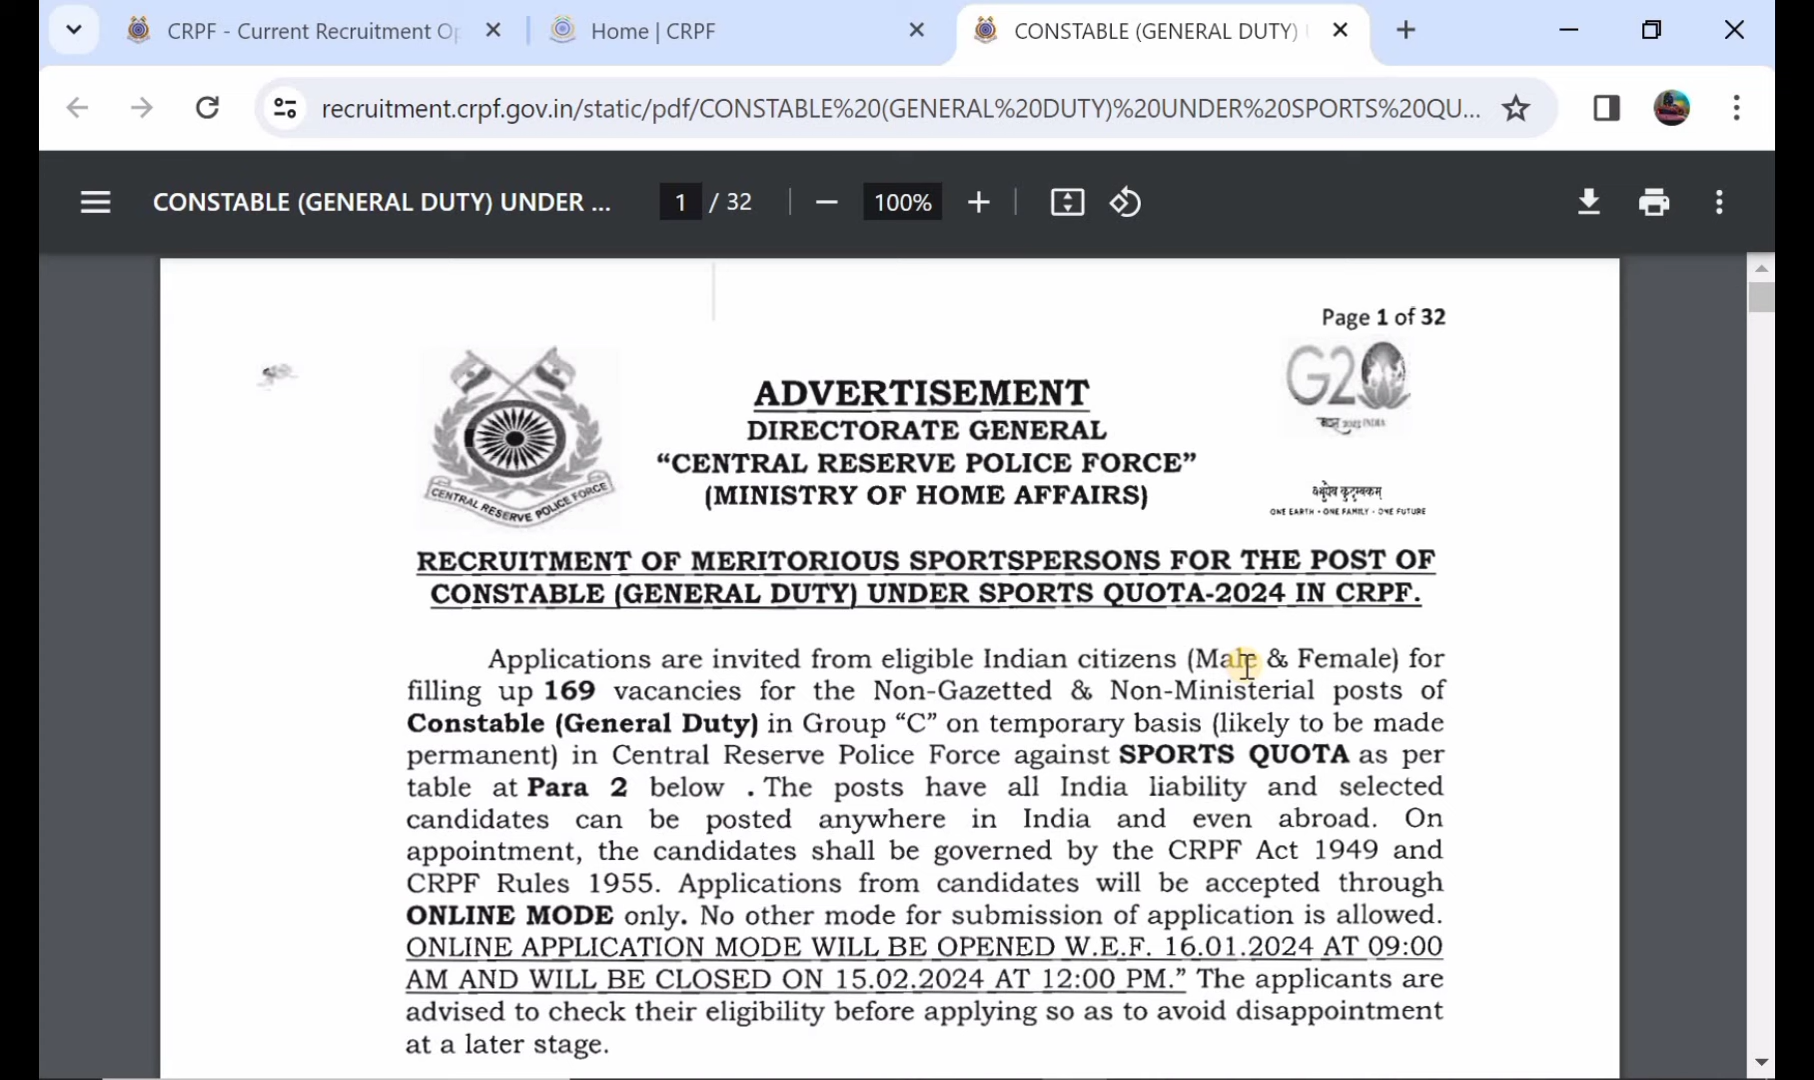 CRPF - Current Recruitment Op
Home | CRPF
CONSTABLE (GENERAL DUTY)
recruitment.crpf.gov.in/static/pdf/CONSTABLE%20(GENERAL%20DUTY)%20UNDER%20SPORTS%20QU...
CONSTABLE (GENERAL DUTY) UNDER ...
1 / 32
100%
Page 1 of 32
G20
CENTRAL RESERVE POLICE FORCE
ADVERTISEMENT
DIRECTORATE GENERAL
“CENTRAL RESERVE POLICE FORCE”
(MINISTRY OF HOME AFFAIRS)
2023 INDIA
ONE EARTH • ONE FAMILY • ONE FUTURE
RECRUITMENT OF MERITORIOUS SPORTSPERSONS FOR THE POST OF
CONSTABLE (GENERAL DUTY) UNDER SPORTS QUOTA-2024 IN CRPF.
Applications are invited from eligible Indian citizens (Male & Female) for
filling up 169 vacancies for the Non-Gazetted & Non-Ministerial posts of
Constable (General Duty) in Group “C” on temporary basis (likely to be made
permanent) in Central Reserve Police Force against SPORTS QUOTA as per
table at Para 2 below . The posts have all India liability and selected
candidates can be posted anywhere in India and even abroad. On
appointment, the candidates shall be governed by the CRPF Act 1949 and
CRPF Rules 1955. Applications from candidates will be accepted through
ONLINE MODE only. No other mode for submission of application is allowed.
ONLINE APPLICATION MODE WILL BE OPENED W.E.F. 16.01.2024 AT 09:00
AM AND WILL BE CLOSED ON 15.02.2024 AT 12:00 PM.” The applicants are
advised to check their eligibility before applying so as to avoid disappointment
at a later stage.